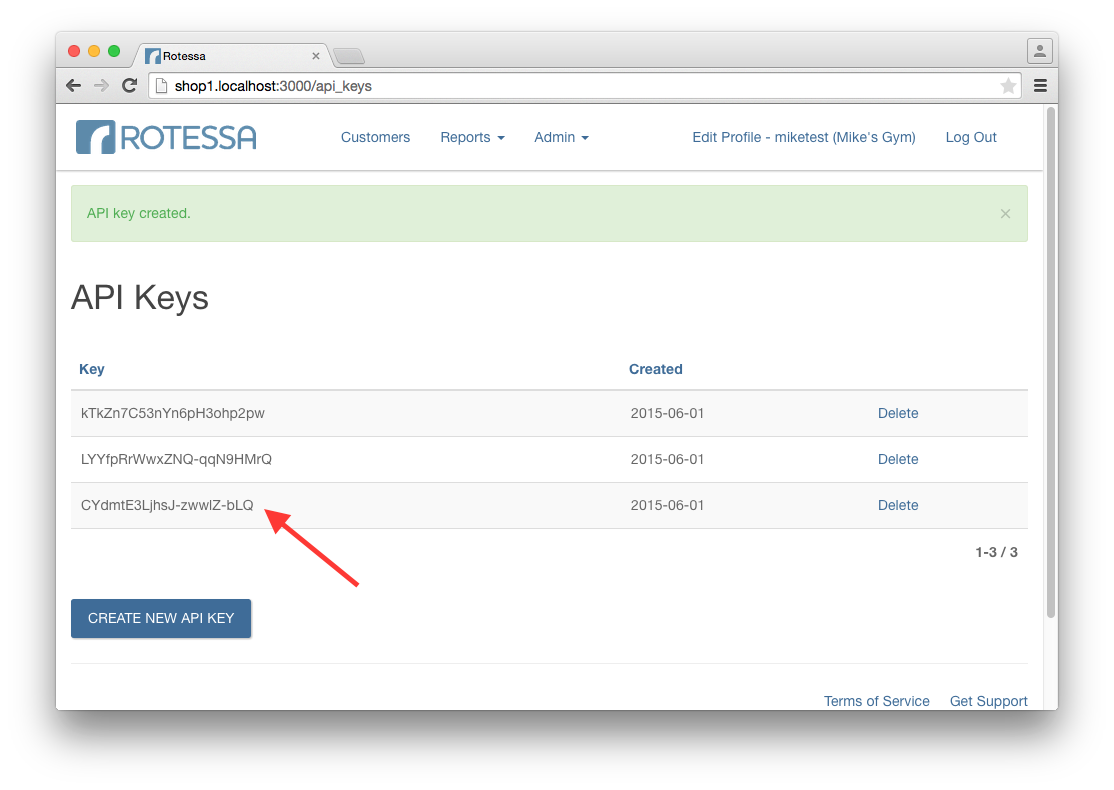 Rotessa
shop1.localhost:3000/api_keys
ROTESSA Customers Reports Admin Edit Profile - miketest (Mike's Gym) Log Out
API key created.
API Keys
Key Created
kTkZn7C53nYn6pH3ohp2pw 2015-06-01 Delete
LYYfpRrWwxZNQ-qqN9HMrQ 2015-06-01 Delete
CYdmtE3LjhsJ-zwwlZ-bLQ 2015-06-01 Delete
1-3 / 3
CREATE NEW API KEY
Terms of Service Get Support